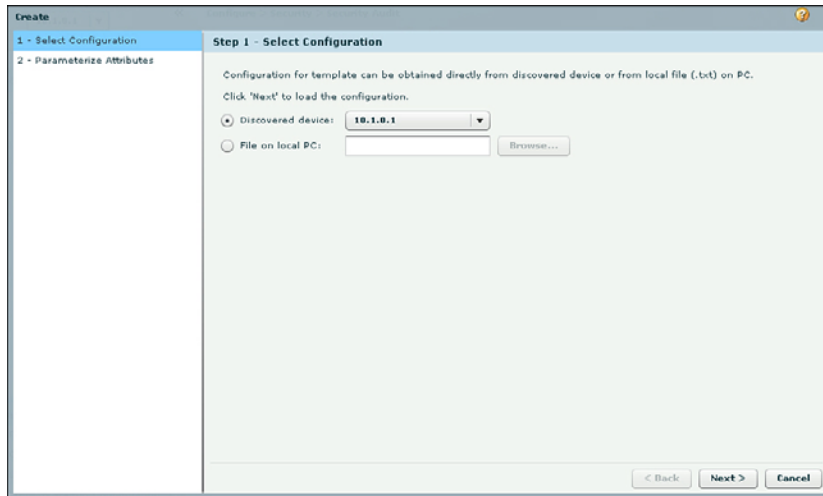 Create
1 - Select Configuration
2 - Parameterize Attributes
Step 1 - Select Configuration
Configuration for template can be obtained directly from discovered device or from local file (.txt) on PC.
Click 'Next' to load the configuration.
Discovered device: 10.1.0.1
File on local PC: Browse...
< Back Next > Cancel